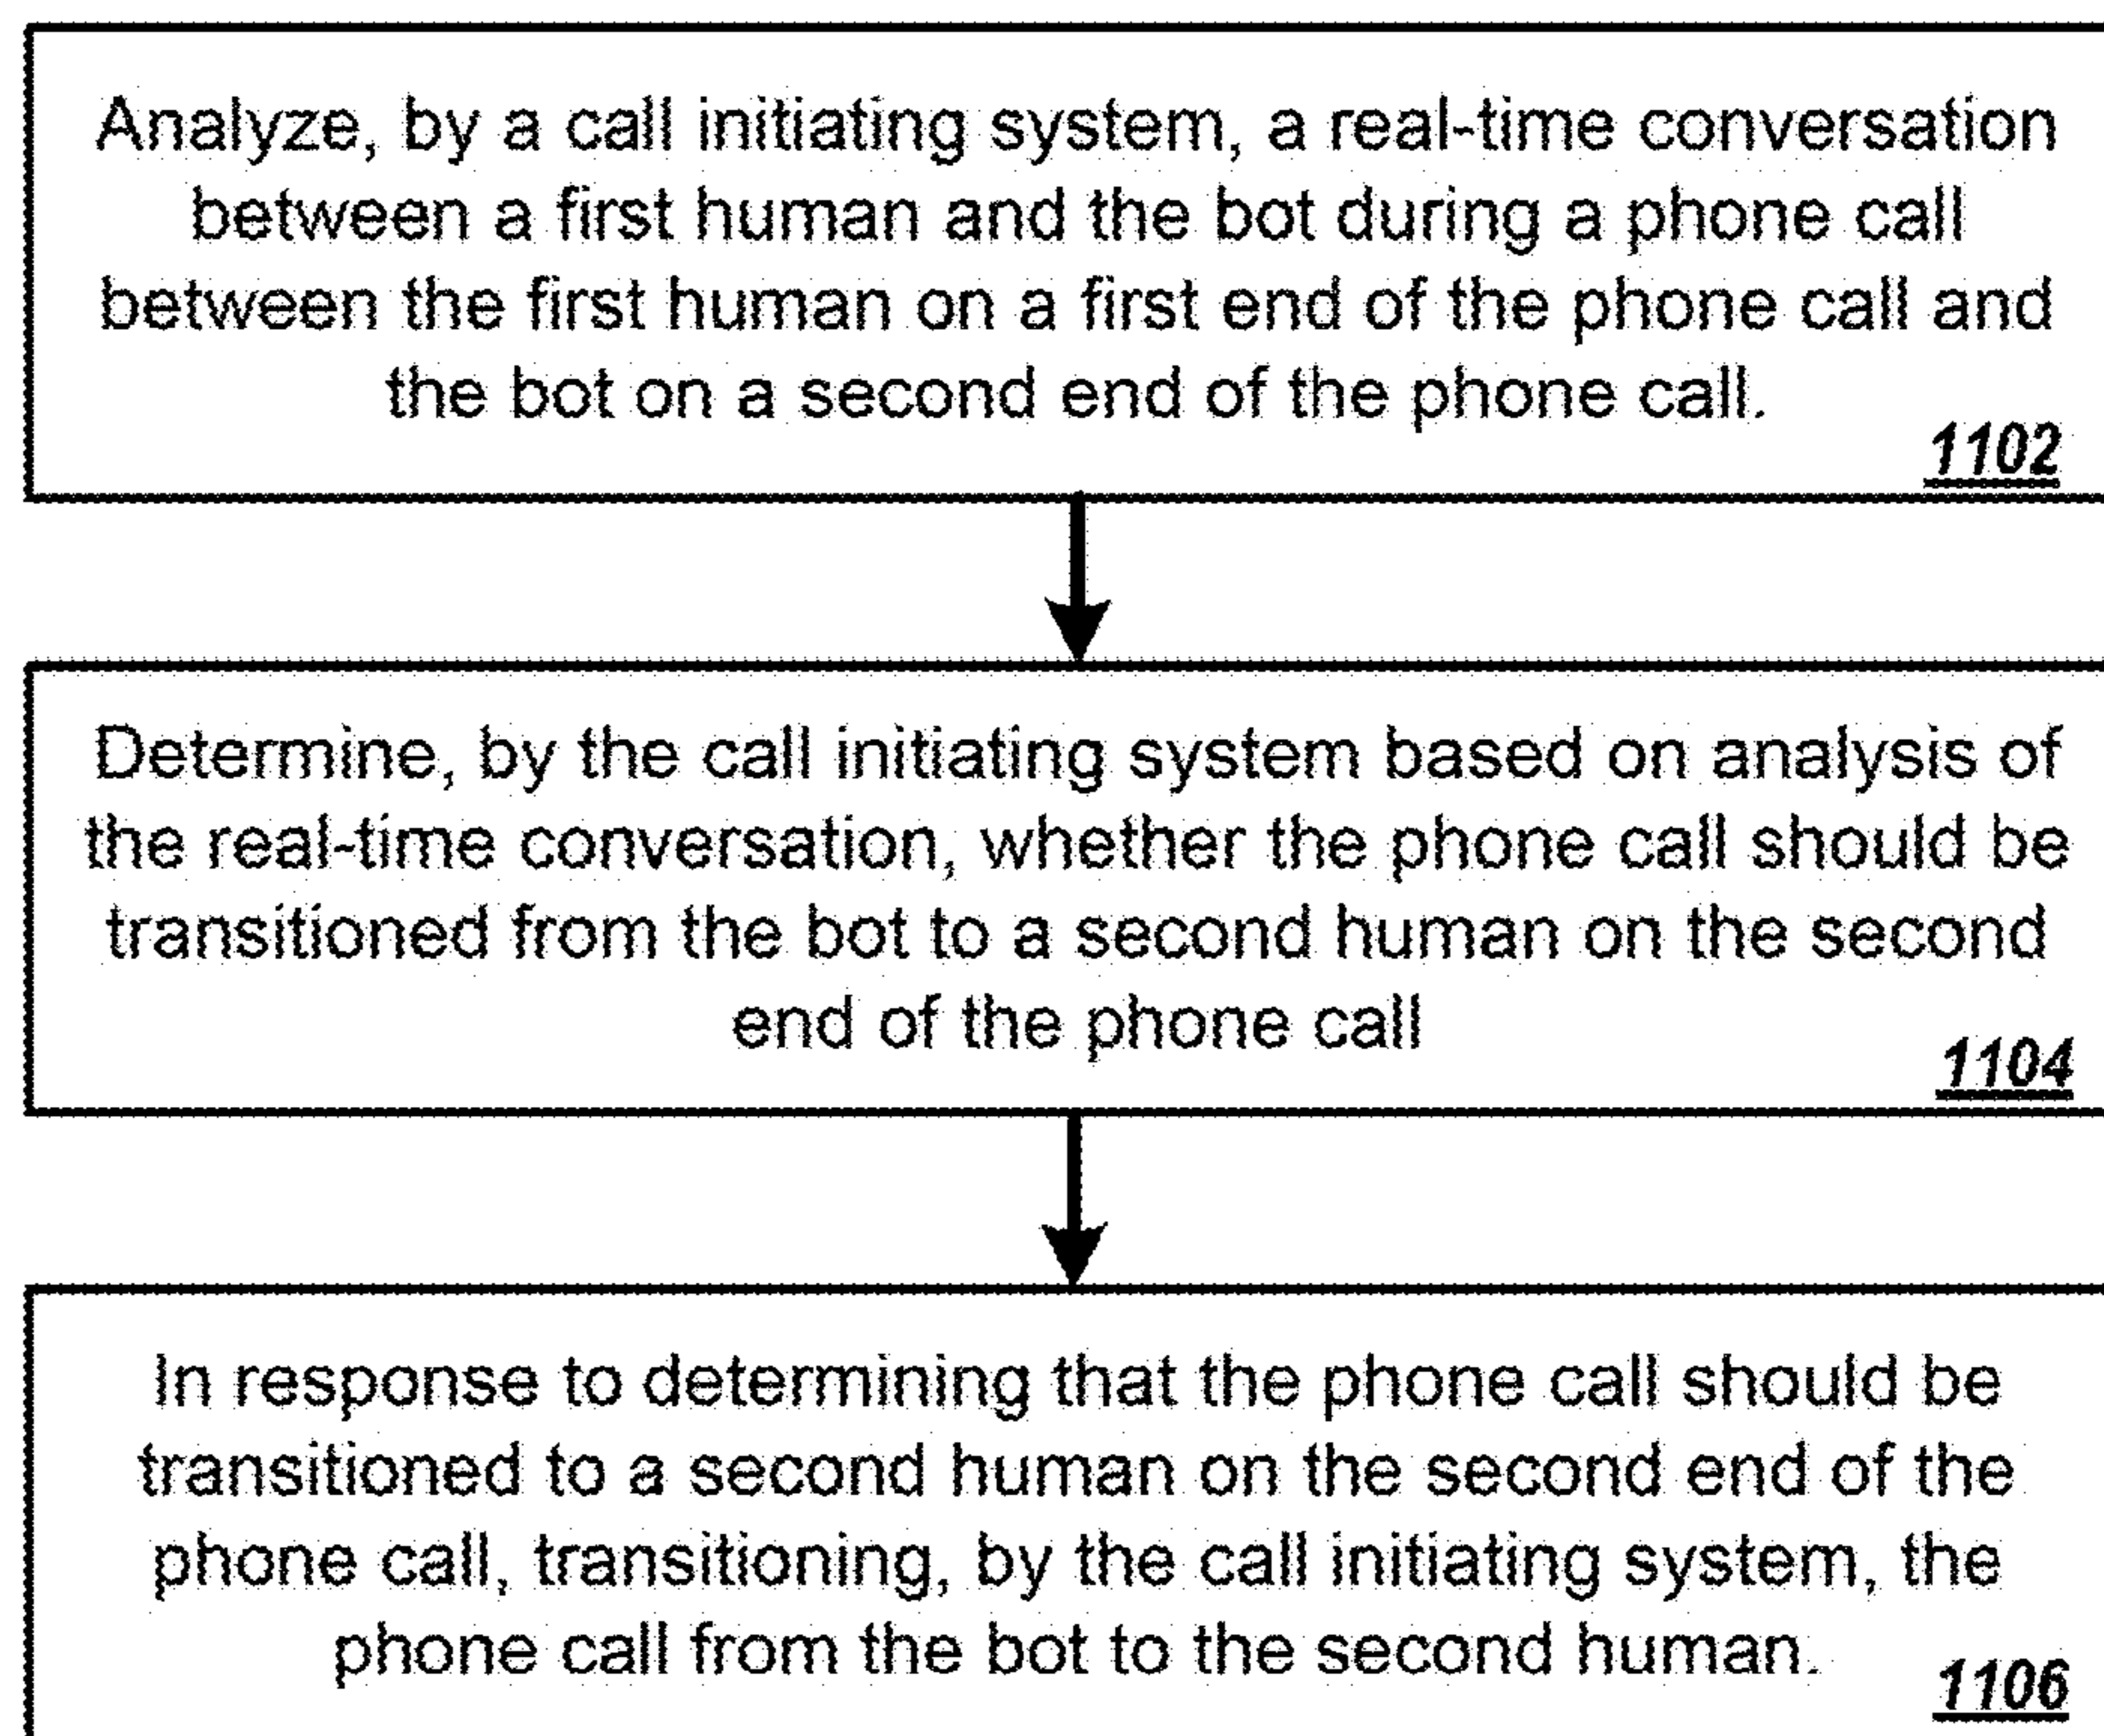 Analyze, by a call initiating system, a real-time conversation
between a first human and the bot during a phone call
between the first human on a first end of the phone call and
the bot on a second end of the phone call.
1102
Determine, by the call initiating system based on analysis of
the real-time conversation, whether the phone call should be
transitioned from the bot to a second human on the second
end of the phone call
1104
In response to determining that the phone call should be
transitioned to a second human on the second end of the
phone call, transitioning, by the call initiating system, the
phone call from the bot to the second human.
1106